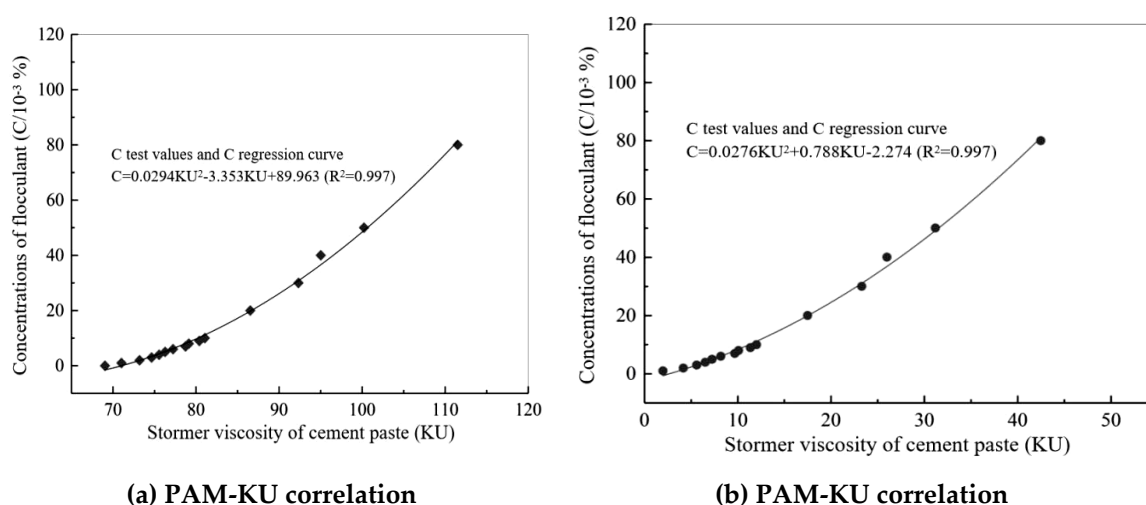 120
100
80
60
40
20
0
Concentrations of flocculant (C/10⁻³ %)
C test values and C regression curve
C=0.0294KU²-3.353KU+89.963 (R²=0.997)
70 80 90 100 110 120
Stormer viscosity of cement paste (KU)
(a) PAM-KU correlation
120
100
80
60
40
20
0
Concentrations of flocculant (C/10⁻³ %)
C test values and C regression curve
C=0.0276KU²+0.788KU-2.274 (R²=0.997)
0 10 20 30 40 50
Stormer viscosity of cement paste (KU)
(b) PAM-KU correlation